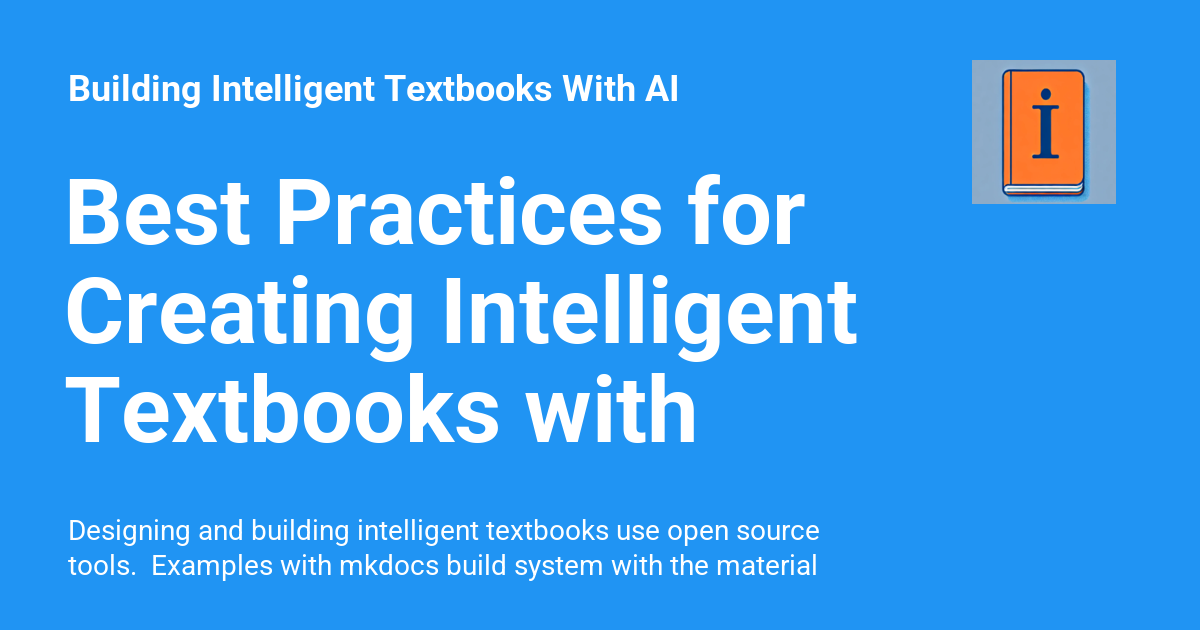 Building Intelligent Textbooks With AI
i
Best Practices for
Creating Intelligent
Textbooks with
Designing and building intelligent textbooks use open source
tools.  Examples with mkdocs build system with the material